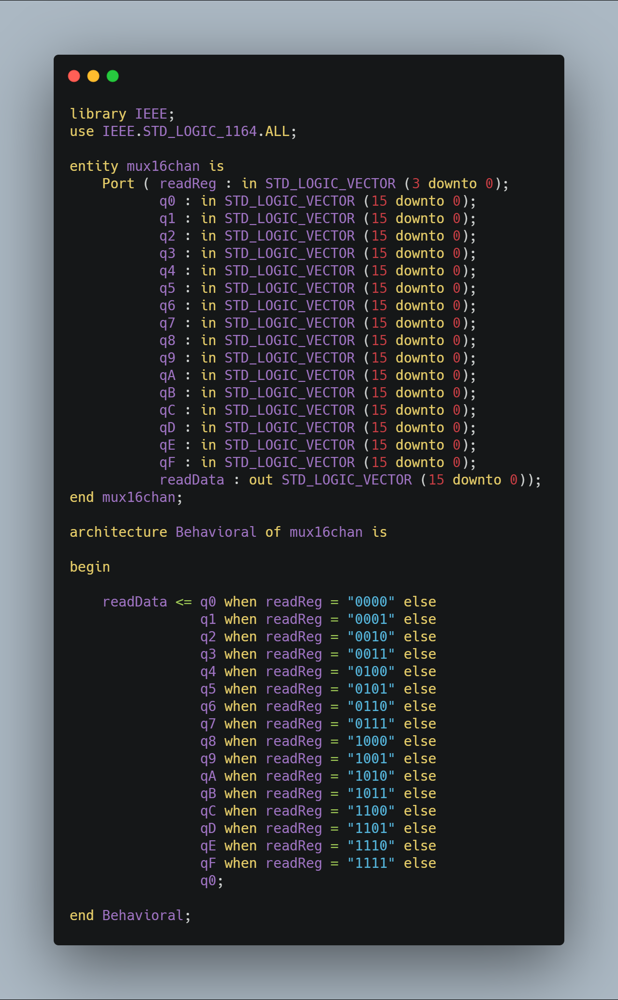 library IEEE;
use IEEE.STD_LOGIC_1164.ALL;
entity mux16chan is
    Port ( readReg : in STD_LOGIC_VECTOR (3 downto 0);
           q0 : in STD_LOGIC_VECTOR (15 downto 0);
           q1 : in STD_LOGIC_VECTOR (15 downto 0);
           q2 : in STD_LOGIC_VECTOR (15 downto 0);
           q3 : in STD_LOGIC_VECTOR (15 downto 0);
           q4 : in STD_LOGIC_VECTOR (15 downto 0);
           q5 : in STD_LOGIC_VECTOR (15 downto 0);
           q6 : in STD_LOGIC_VECTOR (15 downto 0);
           q7 : in STD_LOGIC_VECTOR (15 downto 0);
           q8 : in STD_LOGIC_VECTOR (15 downto 0);
           q9 : in STD_LOGIC_VECTOR (15 downto 0);
           qA : in STD_LOGIC_VECTOR (15 downto 0);
           qB : in STD_LOGIC_VECTOR (15 downto 0);
           qC : in STD_LOGIC_VECTOR (15 downto 0);
           qD : in STD_LOGIC_VECTOR (15 downto 0);
           qE : in STD_LOGIC_VECTOR (15 downto 0);
           qF : in STD_LOGIC_VECTOR (15 downto 0);
           readData : out STD_LOGIC_VECTOR (15 downto 0));
end mux16chan;
architecture Behavioral of mux16chan is
begin
    readData <= q0 when readReg = "0000" else
                q1 when readReg = "0001" else
                q2 when readReg = "0010" else
                q3 when readReg = "0011" else
                q4 when readReg = "0100" else
                q5 when readReg = "0101" else
                q6 when readReg = "0110" else
                q7 when readReg = "0111" else
                q8 when readReg = "1000" else
                q9 when readReg = "1001" else
                qA when readReg = "1010" else
                qB when readReg = "1011" else
                qC when readReg = "1100" else
                qD when readReg = "1101" else
                qE when readReg = "1110" else
                qF when readReg = "1111" else
                q0;
end Behavioral;